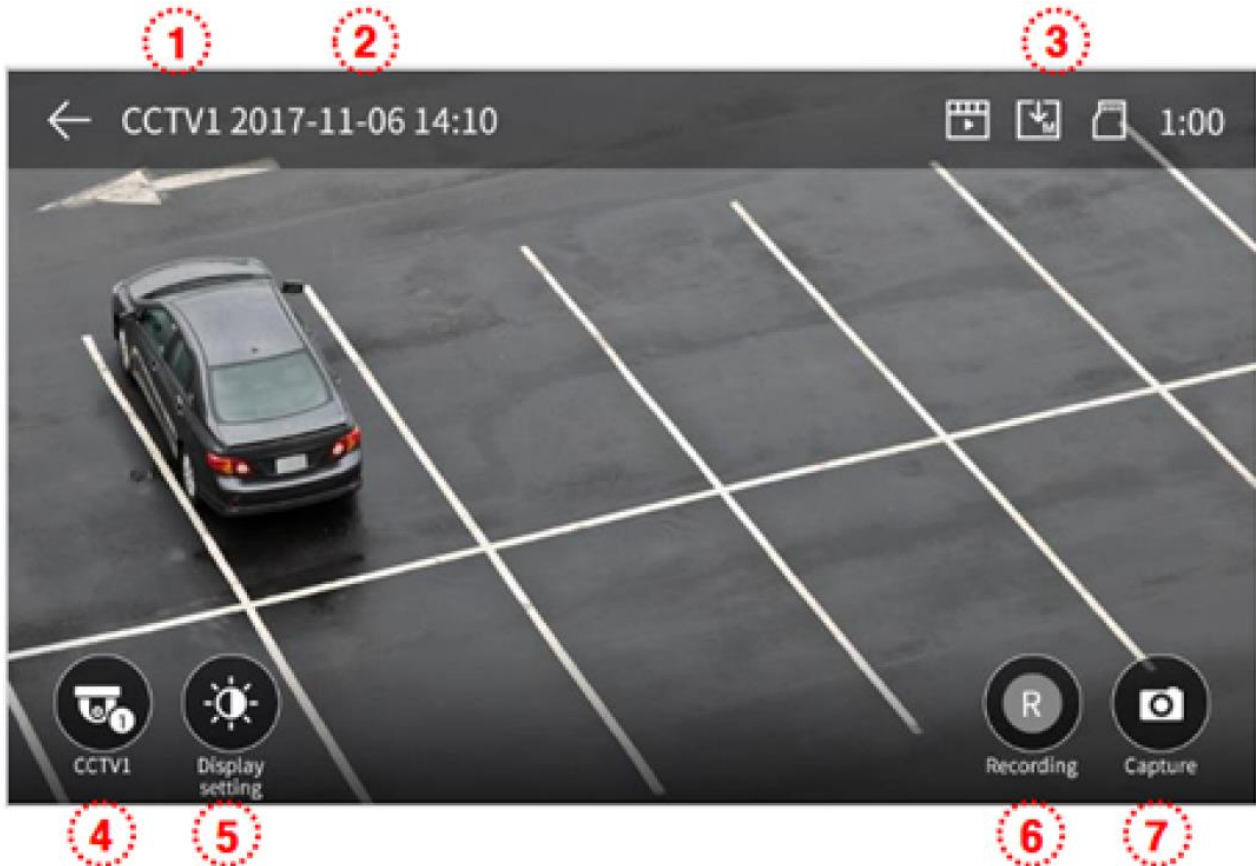 1 2 3
← CCTV1 2017-11-06 14:10 M 1:00
1
CCTV1
Display
setting
R
Recording
Capture
4 5 6 7